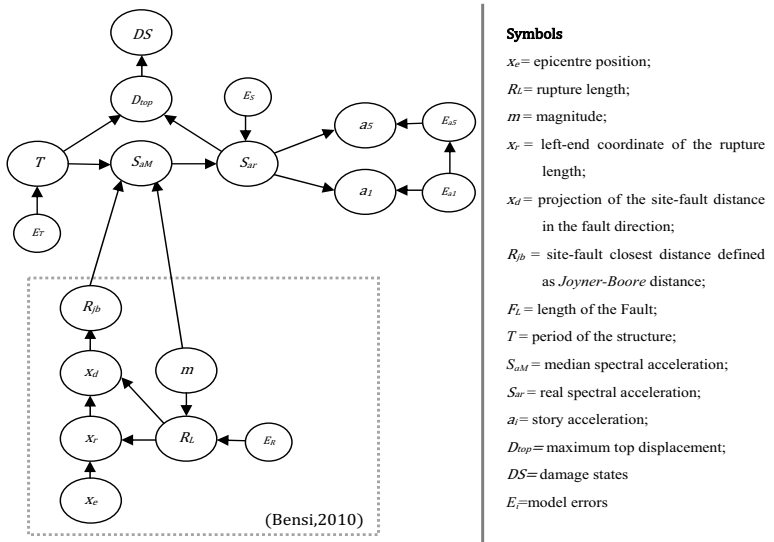 DS
D_top
E_S
a_5
E_a5
T
S_aM
S_ar
a_1
E_a1
E_T
R_jb
x_d
m
x_r
R_L
E_R
x_e
(Bensi,2010)
Symbols
x_e= epicentre position;
R_L= rupture length;
m = magnitude;
x_r = left-end coordinate of the rupture
length;
x_d = projection of the site-fault distance
in the fault direction;
R_jb = site-fault closest distance defined
as Joyner-Boore distance;
F_L = length of the Fault;
T = period of the structure;
S_aM = median spectral acceleration;
S_ar = real spectral acceleration;
a_i = story acceleration;
D_top= maximum top displacement;
DS= damage states
E_i=model errors